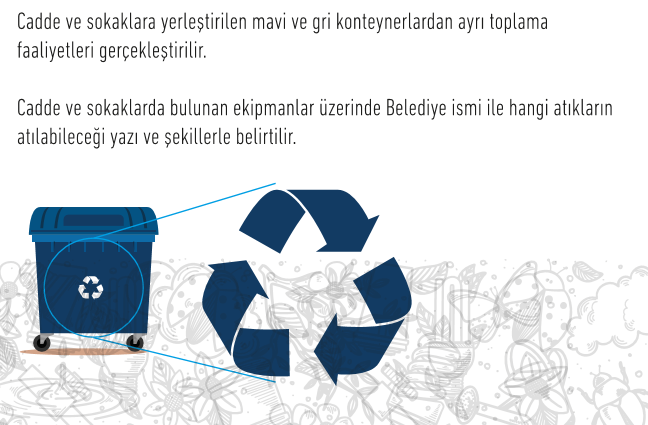 Cadde ve sokaklara yerleştirilen mavi ve gri konteynerlardan ayrı toplama
faaliyetleri gerçekleştirilir.
Cadde ve sokaklarda bulunan ekipmanlar üzerinde Belediye ismi ile hangi atıkların
atılabileceği yazı ve şekillerle belirtilir.